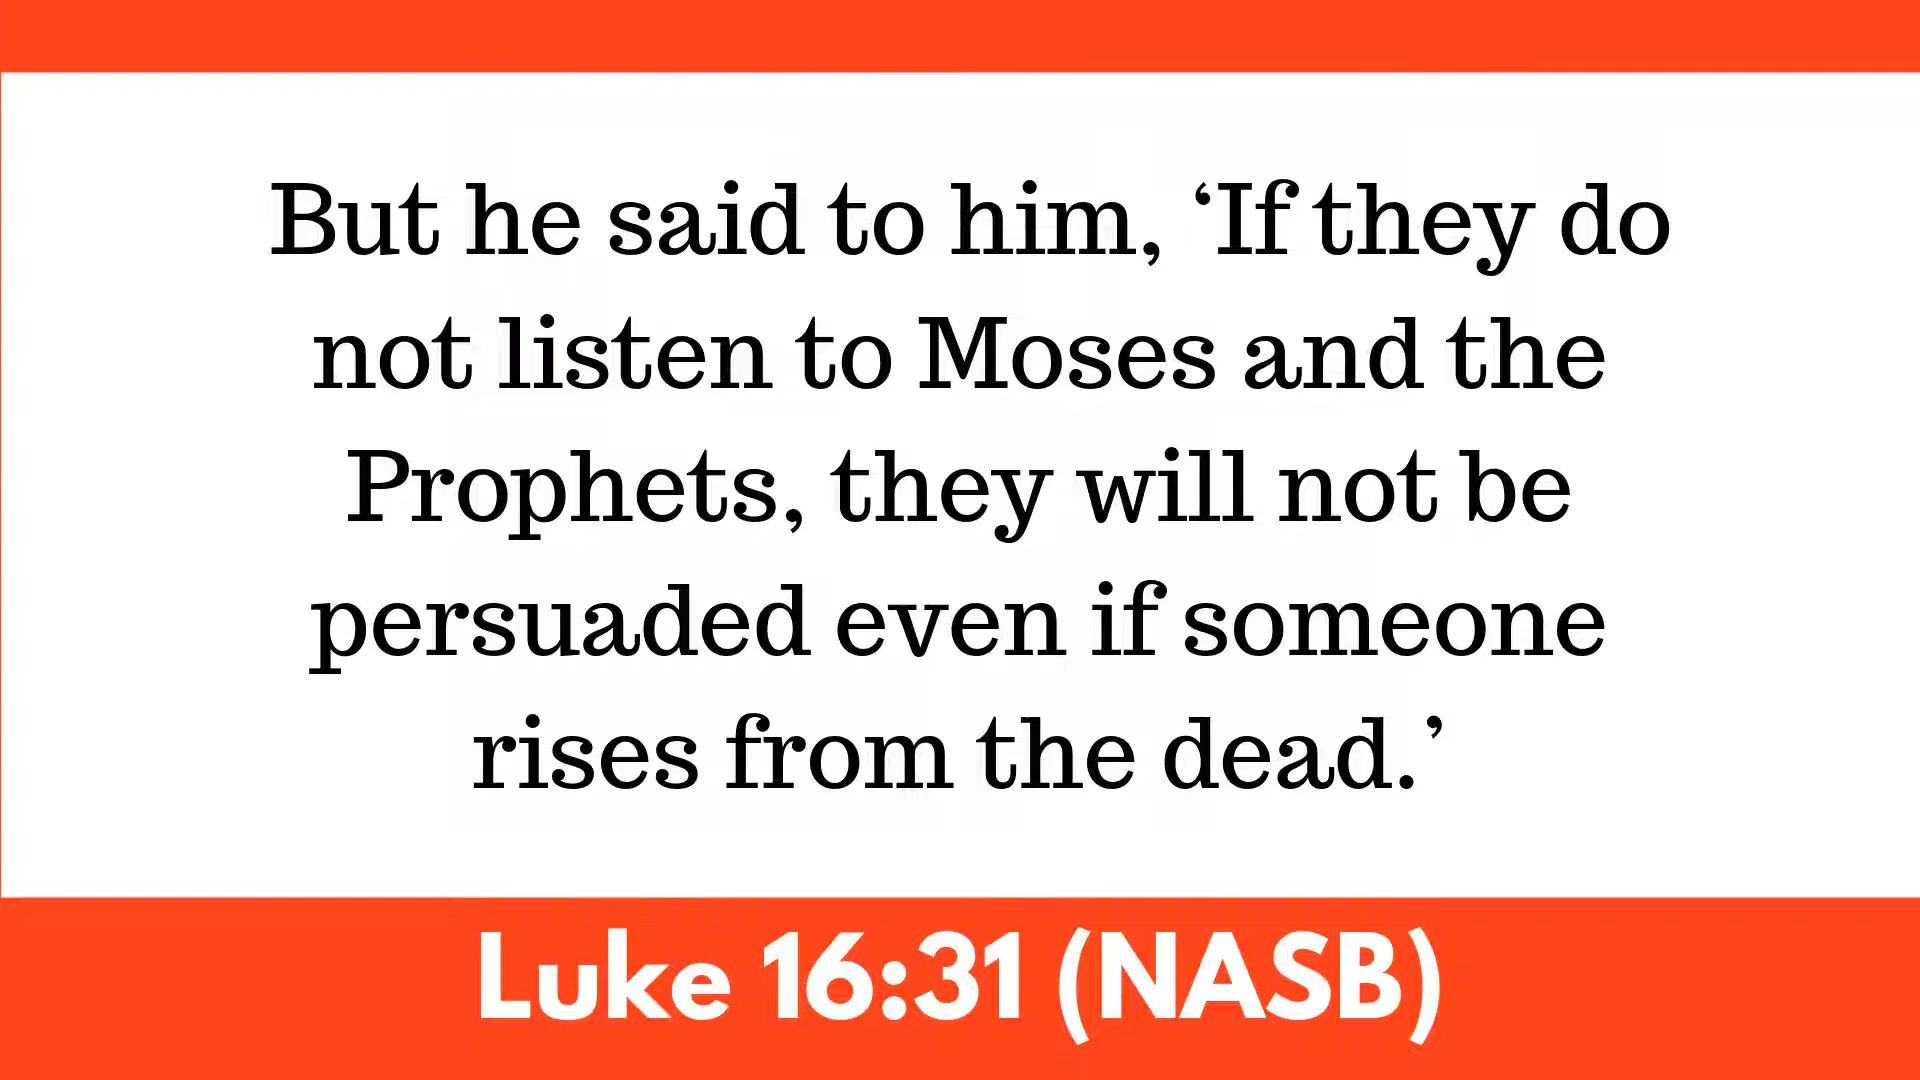 But he said to him, ‘If they do
not listen to Moses and the
Prophets, they will not be
persuaded even if someone
rises from the dead.’
Luke 16:31 (NASB)